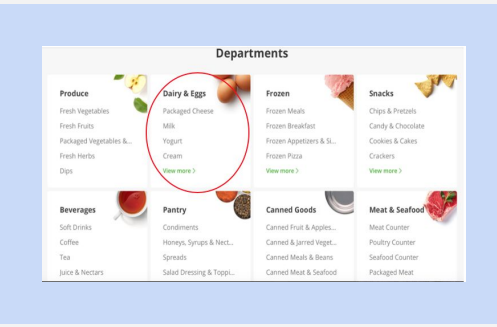 Departments
Produce
Fresh Vegetables
Fresh Fruits
Packaged Vegetables &...
Fresh Herbs
Dips
Dairy & Eggs
Packaged Cheese
Milk
Yogurt
Cream
View more >
Frozen
Frozen Meals
Frozen Breakfast
Frozen Appetizers & Si...
Frozen Pizza
View more >
Snacks
Chips & Pretzels
Candy & Chocolate
Cookies & Cakes
Crackers
View more >
Beverages
Soft Drinks
Coffee
Tea
Juice & Nectars
Pantry
Condiments
Honeys, Syrups & Nect...
Spreads
Salad Dressing & Toppi...
Canned Goods
Canned Fruit & Apples...
Canned & Jarred Veget...
Canned Meals & Beans
Canned Meat & Seafood
Meat & Seafood
Meat Counter
Poultry Counter
Seafood Counter
Packaged Meat